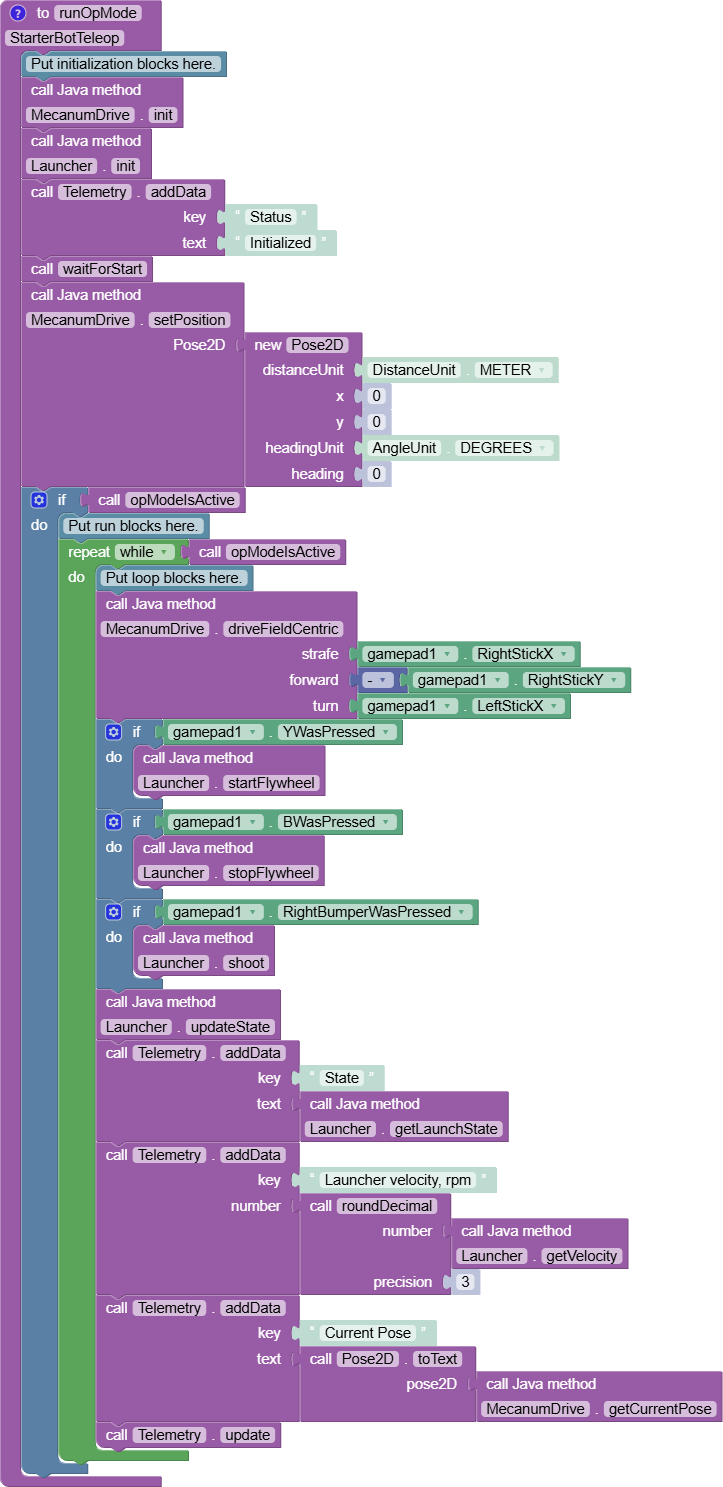 ? to runOpMode
StarterBotTeleop
Put initialization blocks here.
call Java method
MecanumDrive . init
call Java method
Launcher . init
call Telemetry . addData
key “ Status ”
text “ Initialized ”
call waitForStart
call Java method
MecanumDrive . setPosition
Pose2D new Pose2D
distanceUnit DistanceUnit . METER
x 0
y 0
headingUnit AngleUnit . DEGREES
heading 0
if call opModeIsActive
do Put run blocks here.
repeat while call opModeIsActive
do Put loop blocks here.
call Java method
MecanumDrive . driveFieldCentric
strafe gamepad1 . RightStickX
forward - gamepad1 . RightStickY
turn gamepad1 . LeftStickX
if gamepad1 . YWasPressed
do call Java method
Launcher . startFlywheel
if gamepad1 . BWasPressed
do call Java method
Launcher . stopFlywheel
if gamepad1 . RightBumperWasPressed
do call Java method
Launcher . shoot
call Java method
Launcher . updateState
call Telemetry . addData
key “ State ”
text call Java method
Launcher . getLaunchState
call Telemetry . addData
key “ Launcher velocity, rpm ”
number call roundDecimal
number call Java method
Launcher . getVelocity
precision 3
call Telemetry . addData
key “ Current Pose ”
text call Pose2D . toText
pose2D call Java method
MecanumDrive . getCurrentPose
call Telemetry . update